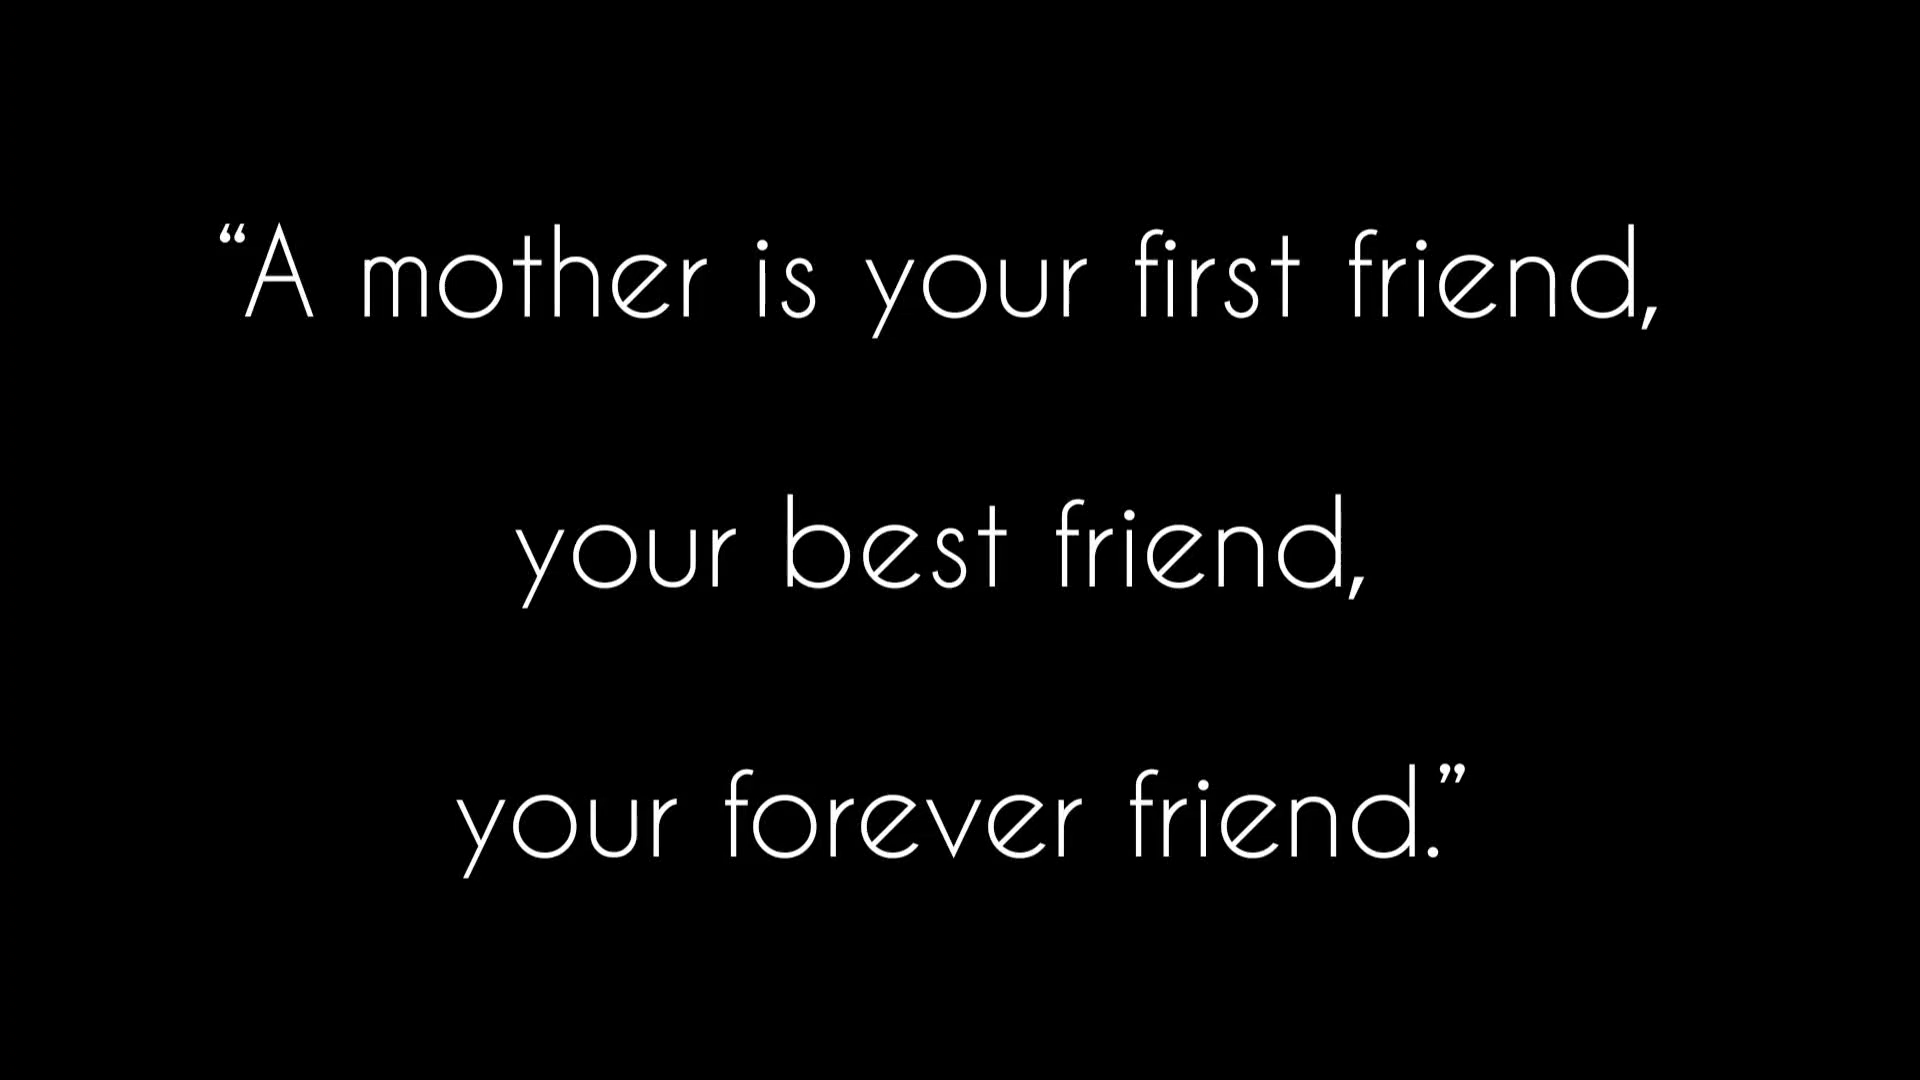 “A mother is your first friend,
your best friend,
your forever friend.”